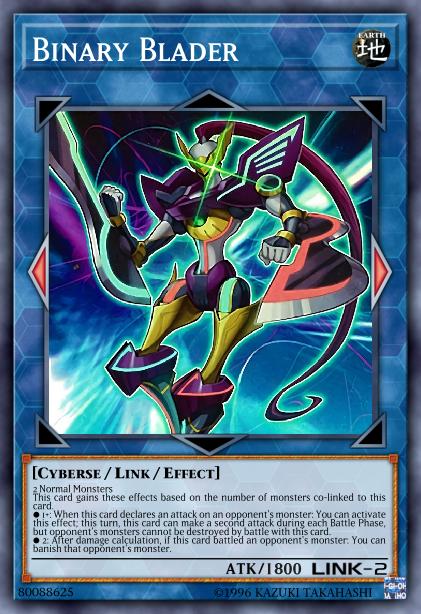 BINARY BLADER
EARTH
地
[CYBERSE / LINK / EFFECT]
2 Normal Monsters
This card gains these effects based on the number of monsters co-linked to this
card.
● 1+: When this card declares an attack on an opponent's monster: You can activate
this effect; this turn, this card can make a second attack during each Battle Phase,
but opponent's monsters cannot be destroyed by battle with this card.
● 2: After damage calculation, if this card battled an opponent's monster: You can
banish that opponent's monster.
ATK/1800 LINK-2
80088625 ©1996 KAZUKI TAKAHASHI